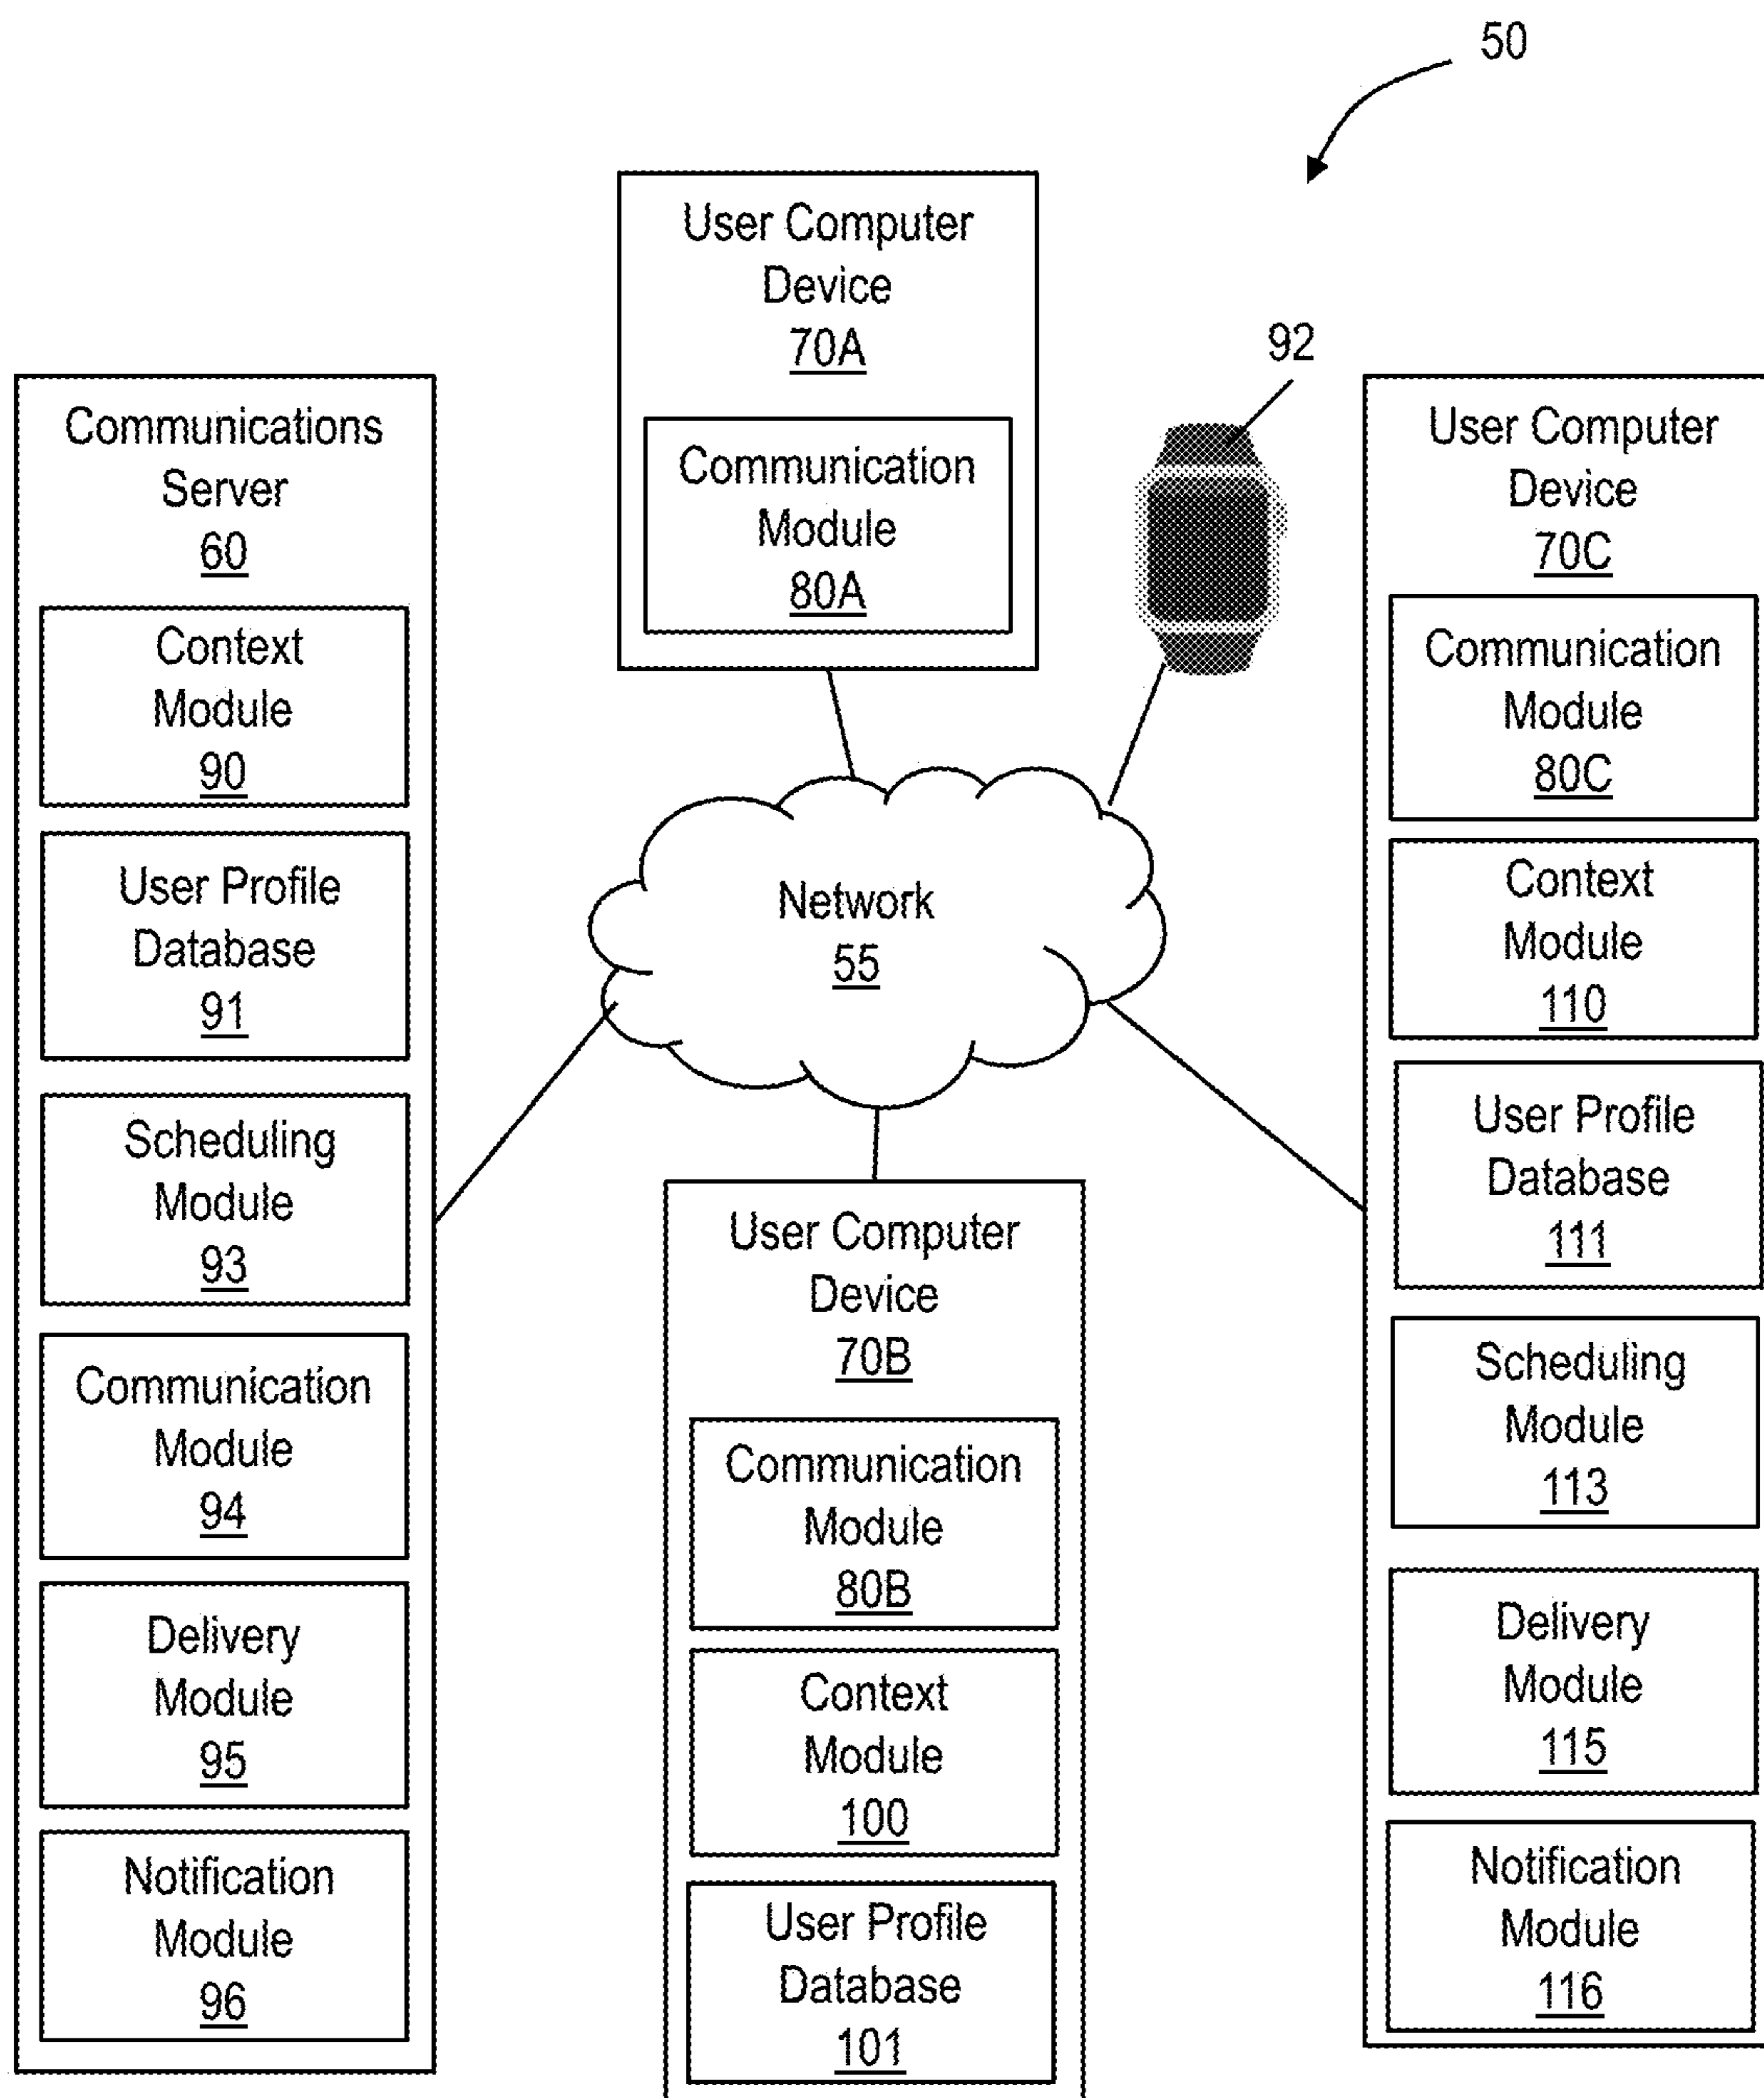 50
User Computer
Device
70A
Communication
Module
80A
92
Communications
Server
60
Context
Module
90
User Profile
Database
91
Scheduling
Module
93
Communication
Module
94
Delivery
Module
95
Notification
Module
96
Network
55
User Computer
Device
70B
Communication
Module
80B
Context
Module
100
User Profile
Database
101
User Computer
Device
70C
Communication
Module
80C
Context
Module
110
User Profile
Database
111
Scheduling
Module
113
Delivery
Module
115
Notification
Module
116